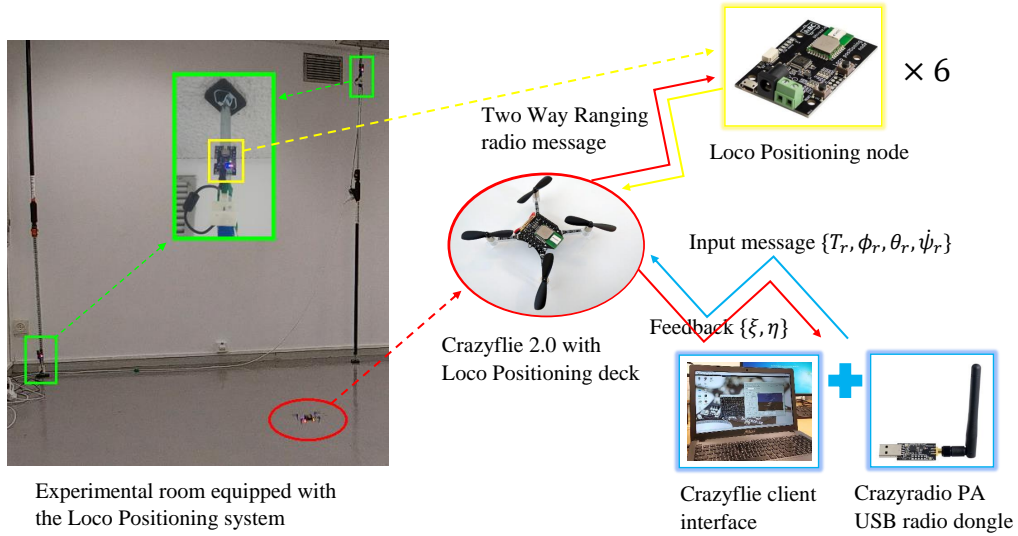 × 6
Two Way Ranging
radio message
Loco Positioning node
Input message {T_r, ϕ_r, θ_r, ψ̇_r}
Feedback {ξ, η}
Crazyflie 2.0 with
Loco Positioning deck
Experimental room equipped with
the Loco Positioning system
Crazyflie client
interface
Crazyradio PA
USB radio dongle